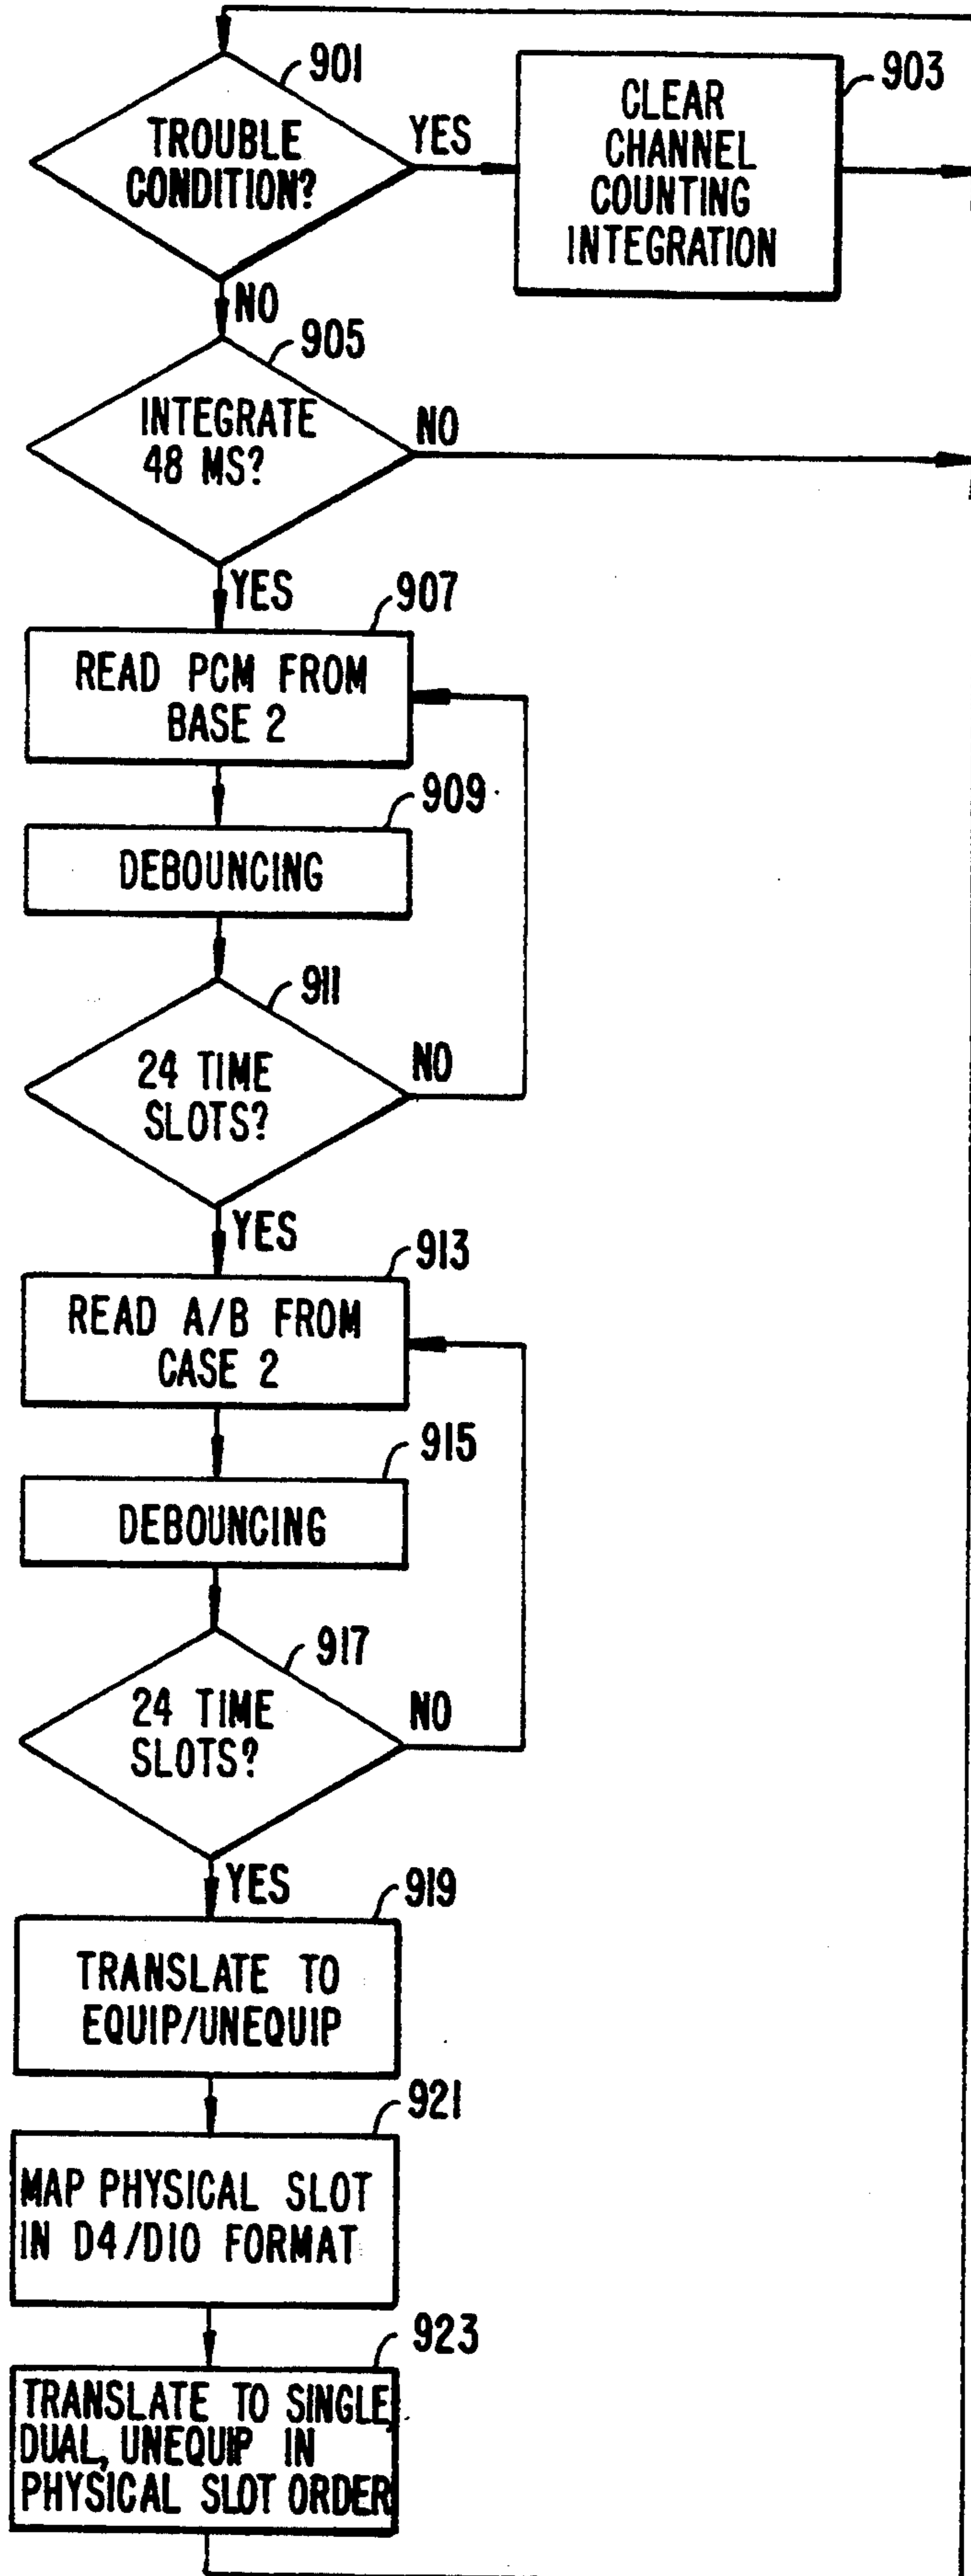 901
TROUBLE
CONDITION?
YES
903
CLEAR
CHANNEL
COUNTING
INTEGRATION
NO
905
INTEGRATE
48 MS?
NO
YES
907
READ PCM FROM
BASE 2
909
DEBOUNCING
911
24 TIME
SLOTS?
NO
YES
913
READ A/B FROM
CASE 2
915
DEBOUNCING
917
24 TIME
SLOTS?
NO
YES
919
TRANSLATE TO
EQUIP/UNEQUIP
921
MAP PHYSICAL SLOT
IN D4/D10 FORMAT
923
TRANSLATE TO SINGLE,
DUAL, UNEQUIP IN
PHYSICAL SLOT ORDER